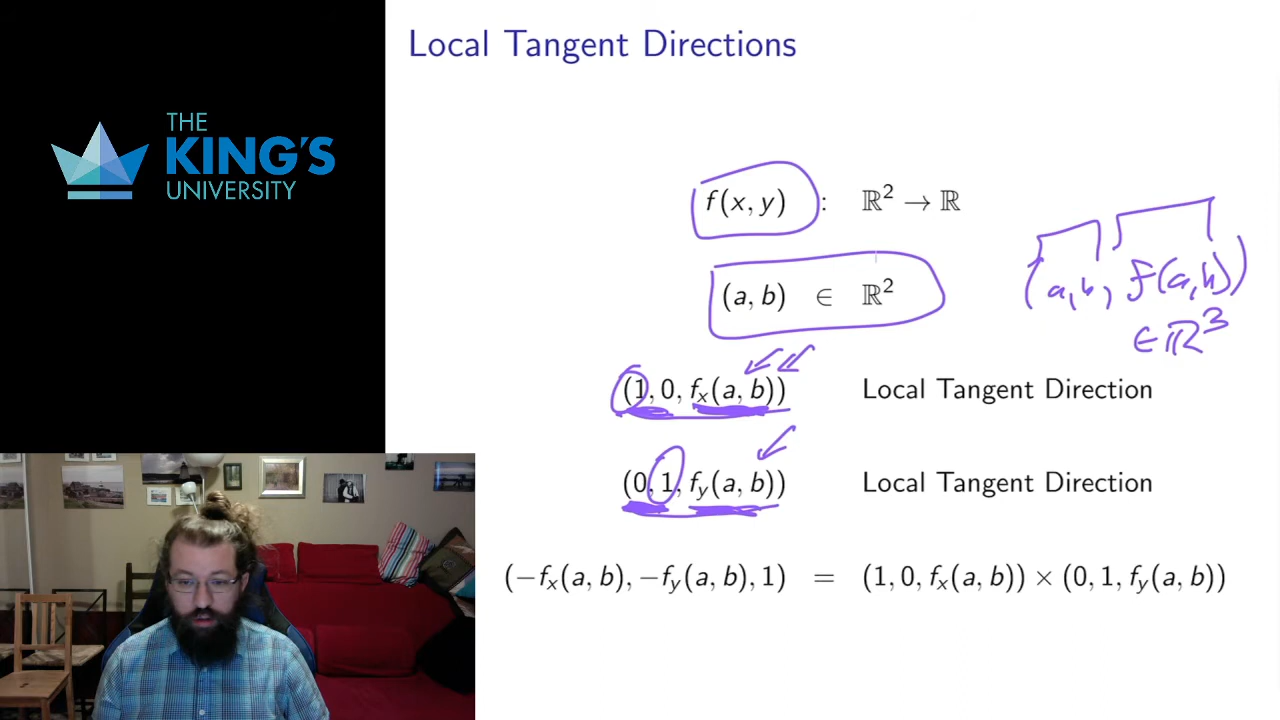 THE
KING'S
UNIVERSITY
Local Tangent Directions
f(x, y) : ℝ² → ℝ
(a, b) ∈ ℝ²
(a, b, f(a, b))
∈ ℝ³
(1, 0, fₓ(a, b)) Local Tangent Direction
(0, 1, f_y(a, b)) Local Tangent Direction
(−fₓ(a, b), −f_y(a, b), 1) = (1, 0, fₓ(a, b)) × (0, 1, f_y(a, b))